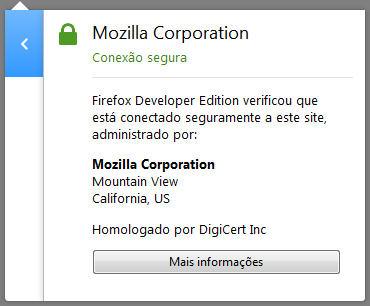 Mozilla Corporation
Conexão segura
Firefox Developer Edition verificou que
está conectado seguramente a este site,
administrado por:
Mozilla Corporation
Mountain View
California, US
Homologado por DigiCert Inc
Mais informações